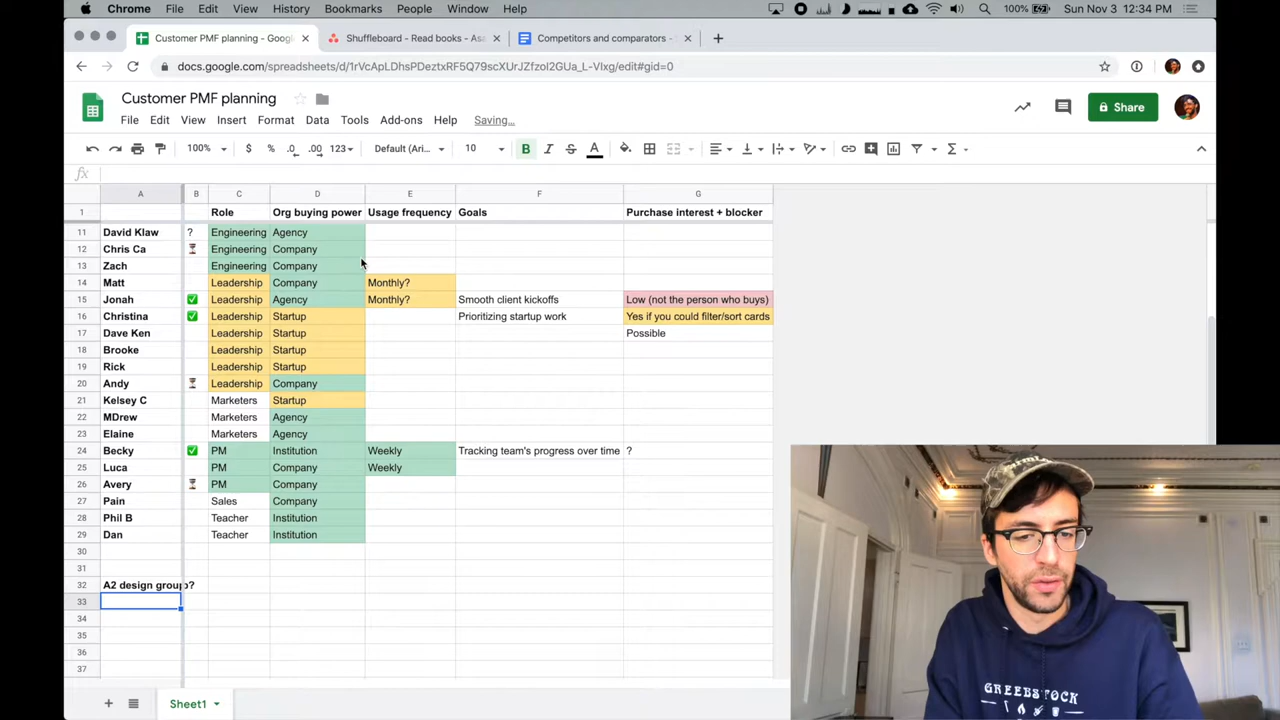 Chrome File Edit View History Bookmarks People Window Help 100% Sun Nov 3 12:34 PM
Customer PMF planning - Googl Shuffleboard - Read books - Asa Competitors and comparators -
docs.google.com/spreadsheets/d/1rVcApLDhsPDeztxRF5Q79scXUrJZfzoI2GUa_L-VIxg/edit#gid=0
Customer PMF planning
Share
File Edit View Insert Format Data Tools Add-ons Help Saving...
100% $ % .0 .00 123 Default (Ari... 10 B I S A
fx
A B C D E F G
1 Role Org buying power Usage frequency Goals Purchase interest + blocker
11 David Klaw ? Engineering Agency
12 Chris Ca Engineering Company
13 Zach Engineering Company
14 Matt Leadership Company Monthly?
15 Jonah Leadership Agency Monthly? Smooth client kickoffs Low (not the person who buys)
16 Christina Leadership Startup Prioritizing startup work Yes if you could filter/sort cards
17 Dave Ken Leadership Startup Possible
18 Brooke Leadership Startup
19 Rick Leadership Startup
20 Andy Leadership Company
21 Kelsey C Marketers Startup
22 MDrew Marketers Agency
23 Elaine Marketers Agency
24 Becky PM Institution Weekly Tracking team's progress over time ?
25 Luca PM Company Weekly
26 Avery PM Company
27 Pain Sales Company
28 Phil B Teacher Institution
29 Dan Teacher Institution
30
31
32 A2 design group?
33
34
35
36
37
Sheet1
GREENSTOCK